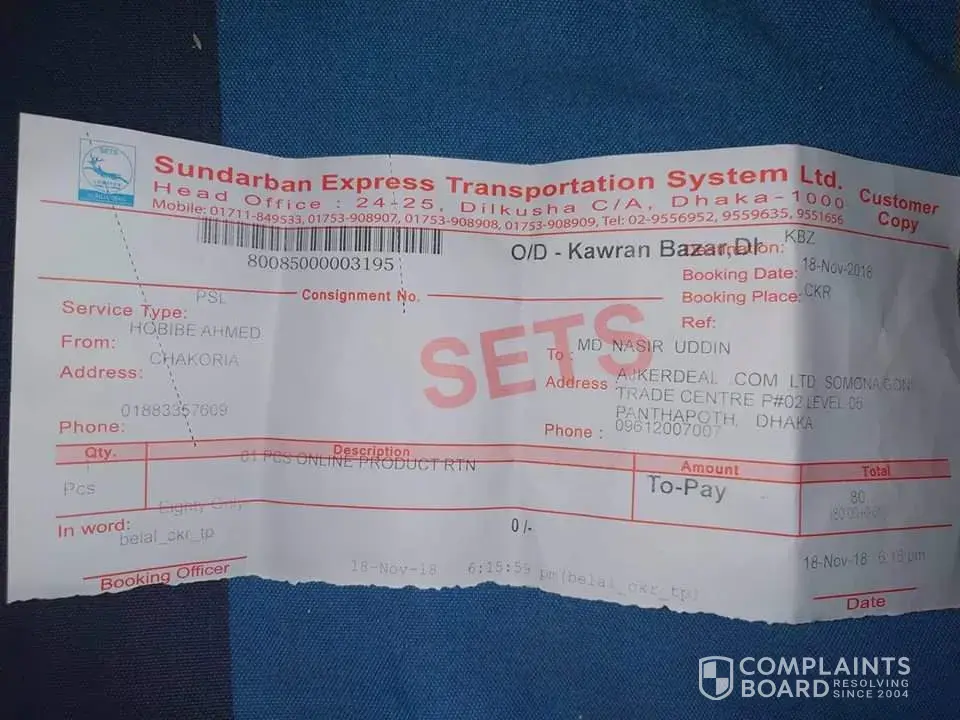 SETS
Sundarban Express Transportation System Ltd.
Head Office : 24-25, Dilkusha C/A, Dhaka-1000
Mobile: 01711-849533, 01753-908907, 01753-908908, 01753-908909, Tel: 02-9556952, 9559635, 9551656
Customer
Copy
80085000003195
O/D - Kawran Bazar,Dh
Destination: KBZ
Booking Date: 18-Nov-2018
Booking Place: CKR
Ref:
Consignment No.
Service Type: PSL
From: HOBIBE AHMED
Address: CHAKORIA
Phone: 01883357609
SETS
To : MD NASIR UDDIN
Address AJKERDEAL .COM LTD
TRADE CENTRE P#02 LEVEL 06
PANTHAPOTH, DHAKA
Phone : 09612007007
Qty. Description Amount Total
Pcs 01 PCS ONLINE PRODUCT RTN To-Pay 80
In word: Eighty Only
0 /-
belal_ckr_tp
Booking Officer
18-Nov-18 6:15:59 pm(belal_ckr_tp)
18-Nov-18 pm
Date
COMPLAINTS
BOARD RESOLVING
SINCE 2004